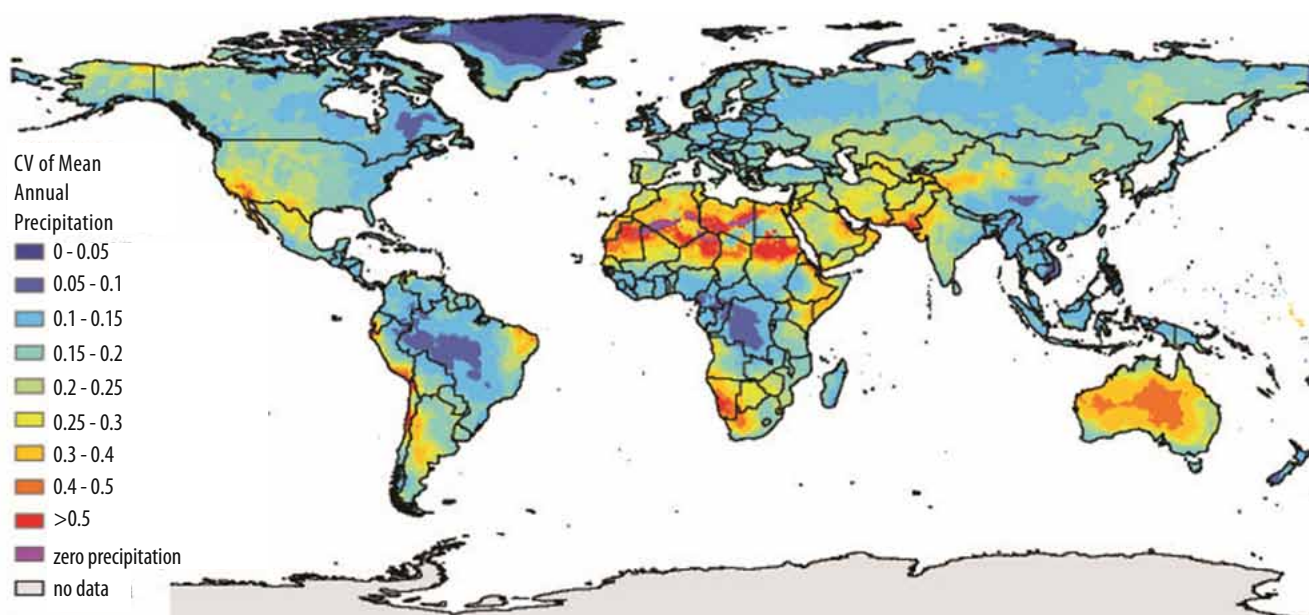 CV of Mean
Annual
Precipitation
0 - 0.05
0.05 - 0.1
0.1 - 0.15
0.15 - 0.2
0.2 - 0.25
0.25 - 0.3
0.3 - 0.4
0.4 - 0.5
>0.5
zero precipitation
no data